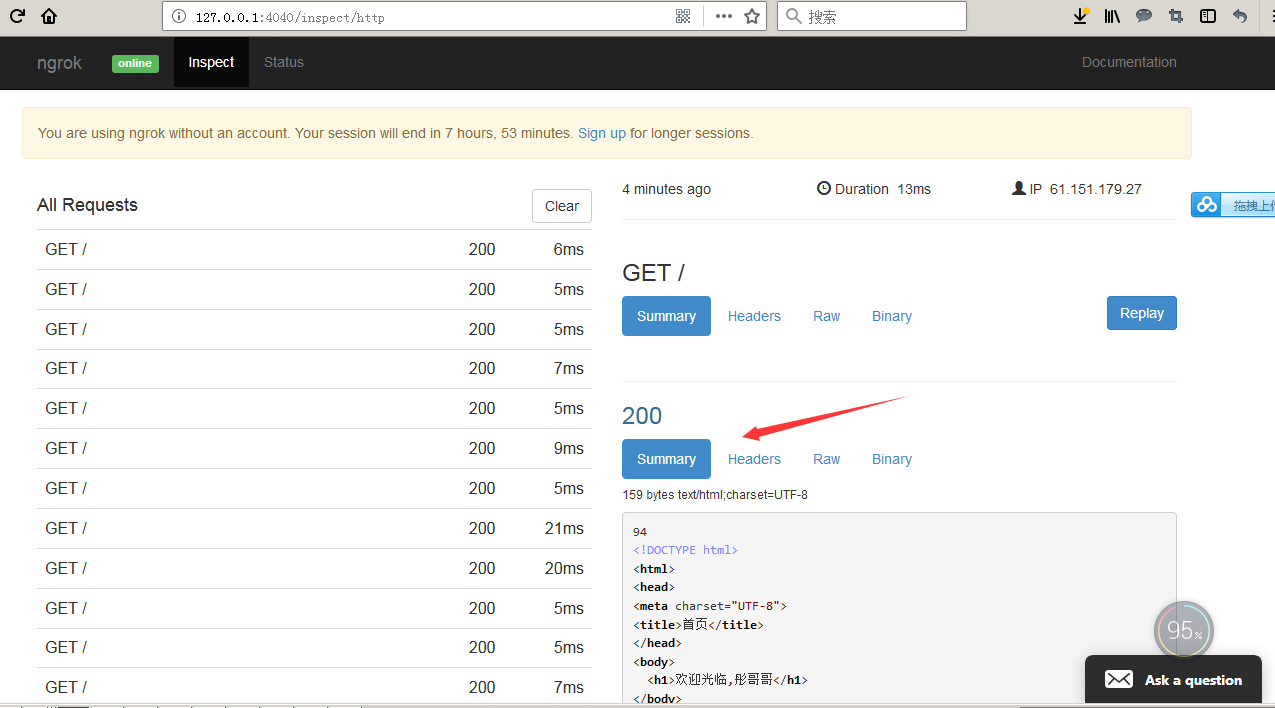 127.0.0.1:4040/inspect/http
搜索
ngrok online Inspect Status Documentation
You are using ngrok without an account. Your session will end in 7 hours, 53 minutes. Sign up for longer sessions.
All Requests Clear
GET / 200 6ms
GET / 200 5ms
GET / 200 5ms
GET / 200 7ms
GET / 200 5ms
GET / 200 9ms
GET / 200 5ms
GET / 200 21ms
GET / 200 20ms
GET / 200 5ms
GET / 200 5ms
GET / 200 7ms
4 minutes ago Duration 13ms IP 61.151.179.27
拖拽上传
GET /
Summary Headers Raw Binary Replay
200
Summary Headers Raw Binary
159 bytes text/html;charset=UTF-8
94
<!DOCTYPE html>
<html>
<head>
<meta charset="UTF-8">
<title>首页</title>
</head>
<body>
<h1>欢迎光临,彤哥哥</h1>
</body>
95%
Ask a question